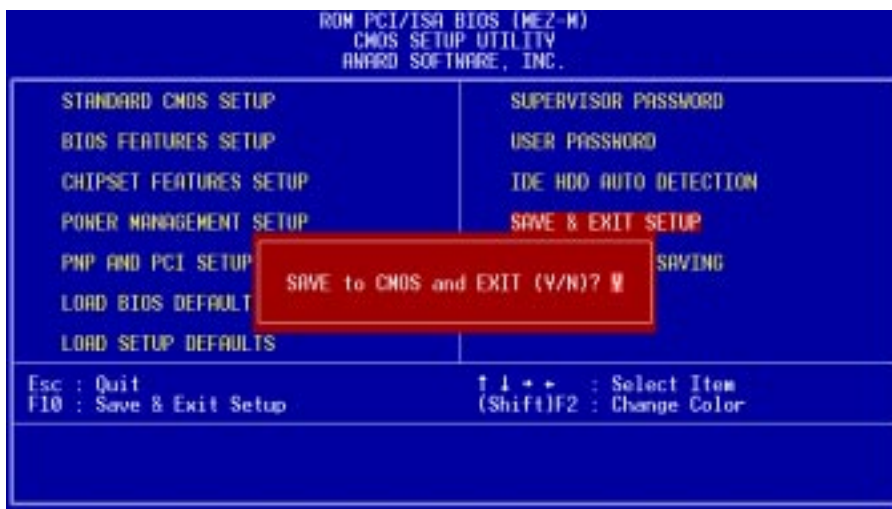 ROM PCI/ISA BIOS (MEZ-M)
CMOS SETUP UTILITY
AWARD SOFTWARE, INC.
STANDARD CMOS SETUP
BIOS FEATURES SETUP
CHIPSET FEATURES SETUP
POWER MANAGEMENT SETUP
PNP AND PCI SETUP
LOAD BIOS DEFAULT
LOAD SETUP DEFAULTS
SUPERVISOR PASSWORD
USER PASSWORD
IDE HDD AUTO DETECTION
SAVE & EXIT SETUP
SAVING
SAVE to CMOS and EXIT (Y/N)? Y
Esc : Quit
F10 : Save & Exit Setup
↑ ↓ → ← : Select Item
(Shift)F2 : Change Color